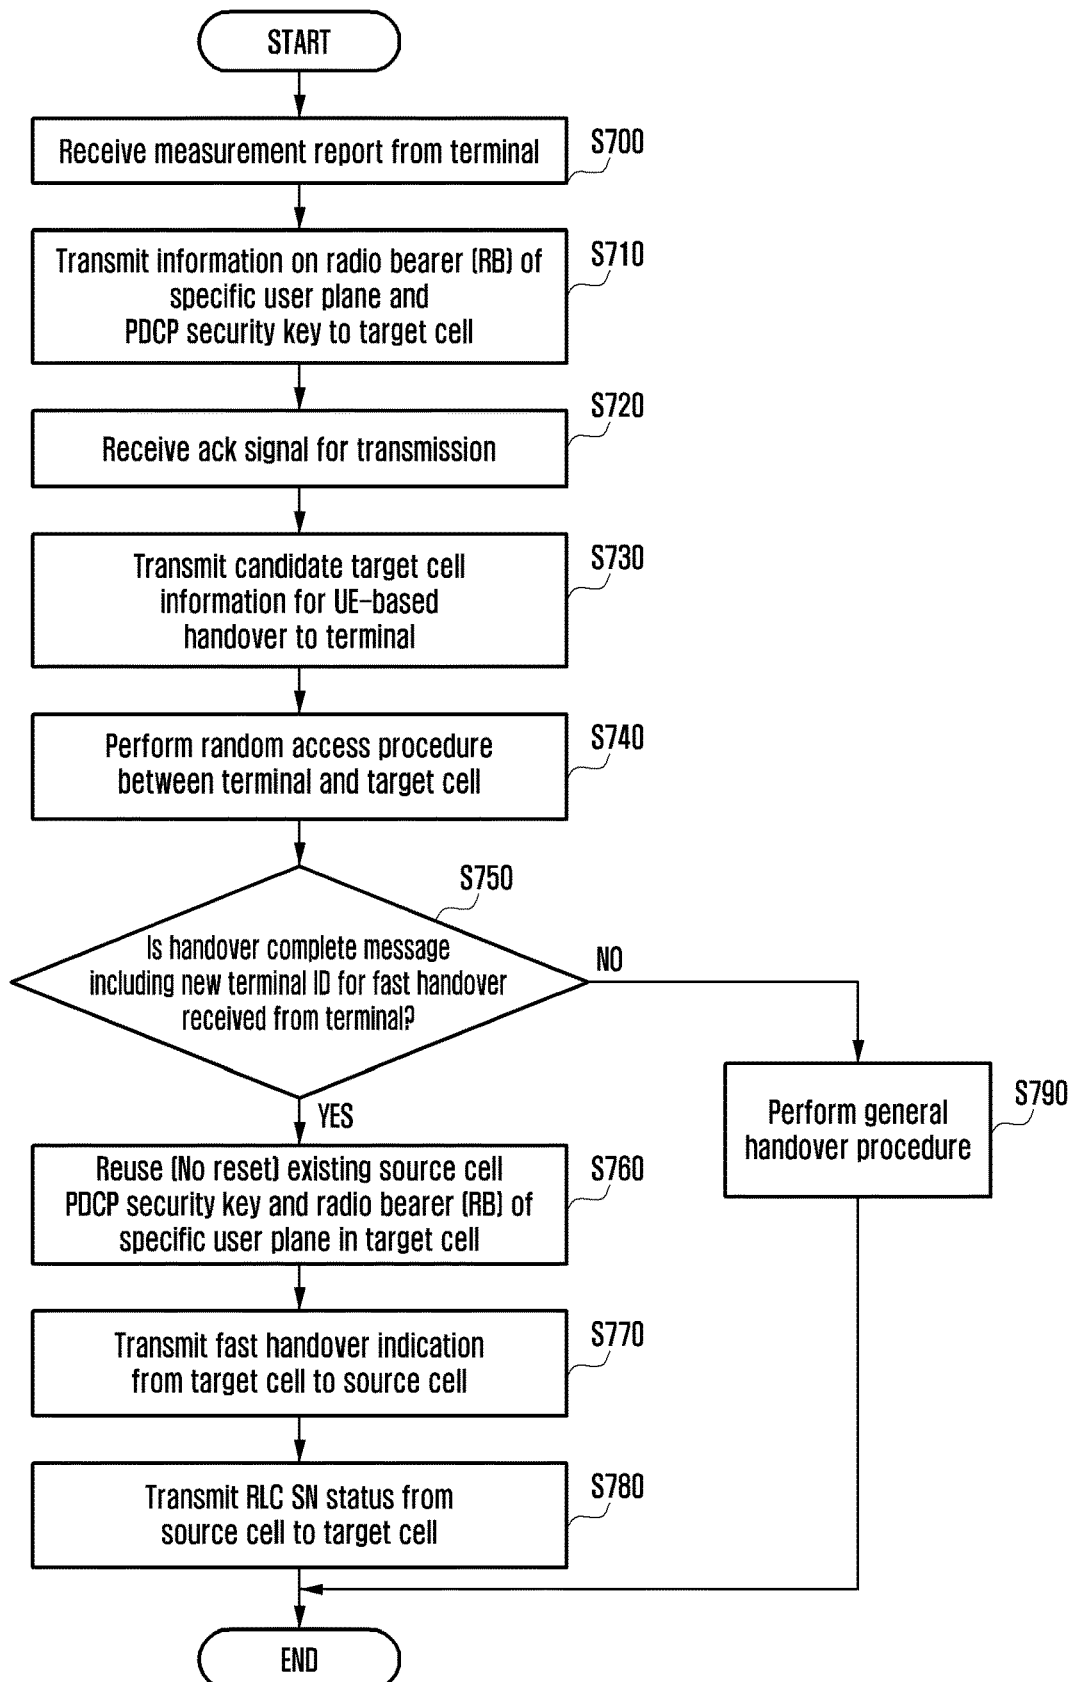 START
Receive measurement report from terminal
S700
Transmit information on radio bearer (RB) of
specific user plane and
PDCP security key to target cell
S710
Receive ack signal for transmission
S720
Transmit candidate target cell
information for UE-based
handover to terminal
S730
Perform random access procedure
between terminal and target cell
S740
S750
Is handover complete message
including new terminal ID for fast handover
received from terminal?
NO
YES
Perform general
handover procedure
S790
Reuse (No reset) existing source cell
PDCP security key and radio bearer (RB) of
specific user plane in target cell
S760
Transmit fast handover indication
from target cell to source cell
S770
Transmit RLC SN status from
source cell to target cell
S780
END